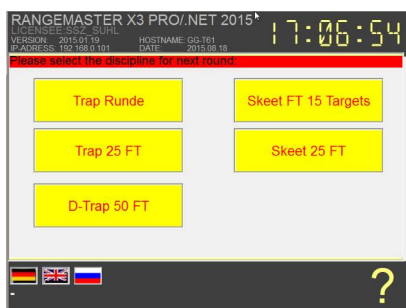 RANGEMASTER X3 PRO/.NET 2015
LICENSEE:SSZ_SUHL
VERSION: 2015.01.19 HOSTNAME: GG-T61
IP-ADRESS: 192.168.0.101 DATE: 2015.08.18
17:06:54
Please select the discipline for next round:
Trap Runde
Skeet FT 15 Targets
Trap 25 FT
Skeet 25 FT
D-Trap 50 FT
-
?